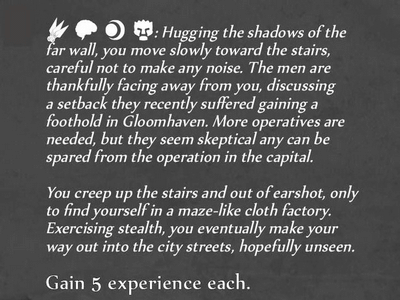 : Hugging the shadows of the
far wall, you move slowly toward the stairs,
careful not to make any noise. The men are
thankfully facing away from you, discussing
a setback they recently suffered gaining a
foothold in Gloomhaven. More operatives are
needed, but they seem skeptical any can be
spared from the operation in the capital.
You creep up the stairs and out of earshot, only
to find yourself in a maze-like cloth factory.
Exercising stealth, you eventually make your
way out into the city streets, hopefully unseen.
Gain 5 experience each.